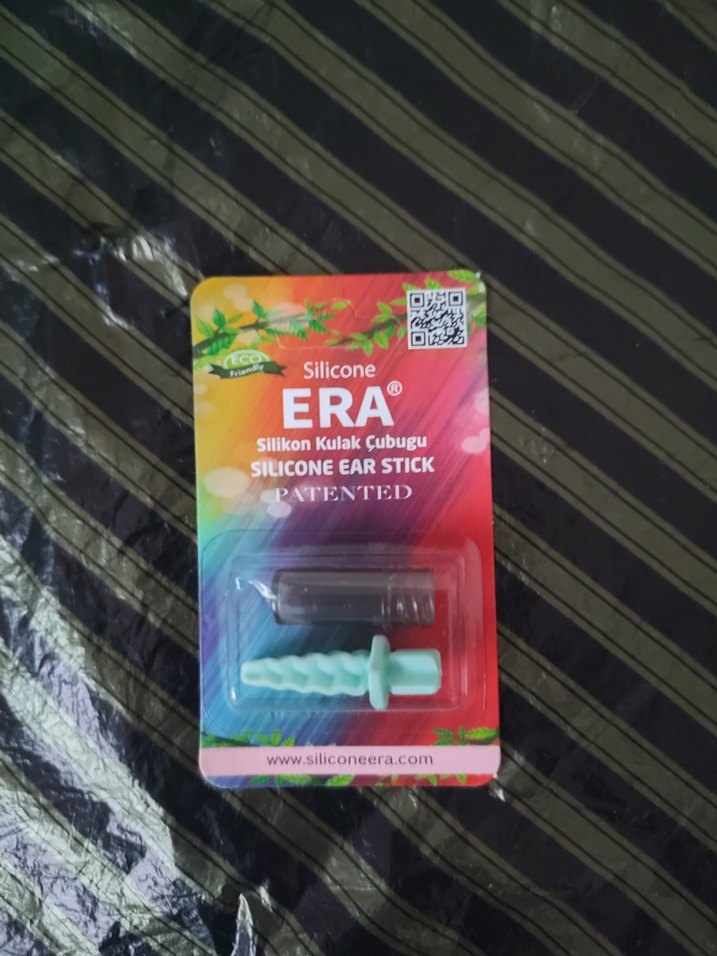 ECO
Friendly
Silicone
ERA®
Silikon Kulak Çubugu
SILICONE EAR STICK
PATENTED
www.siliconeera.com